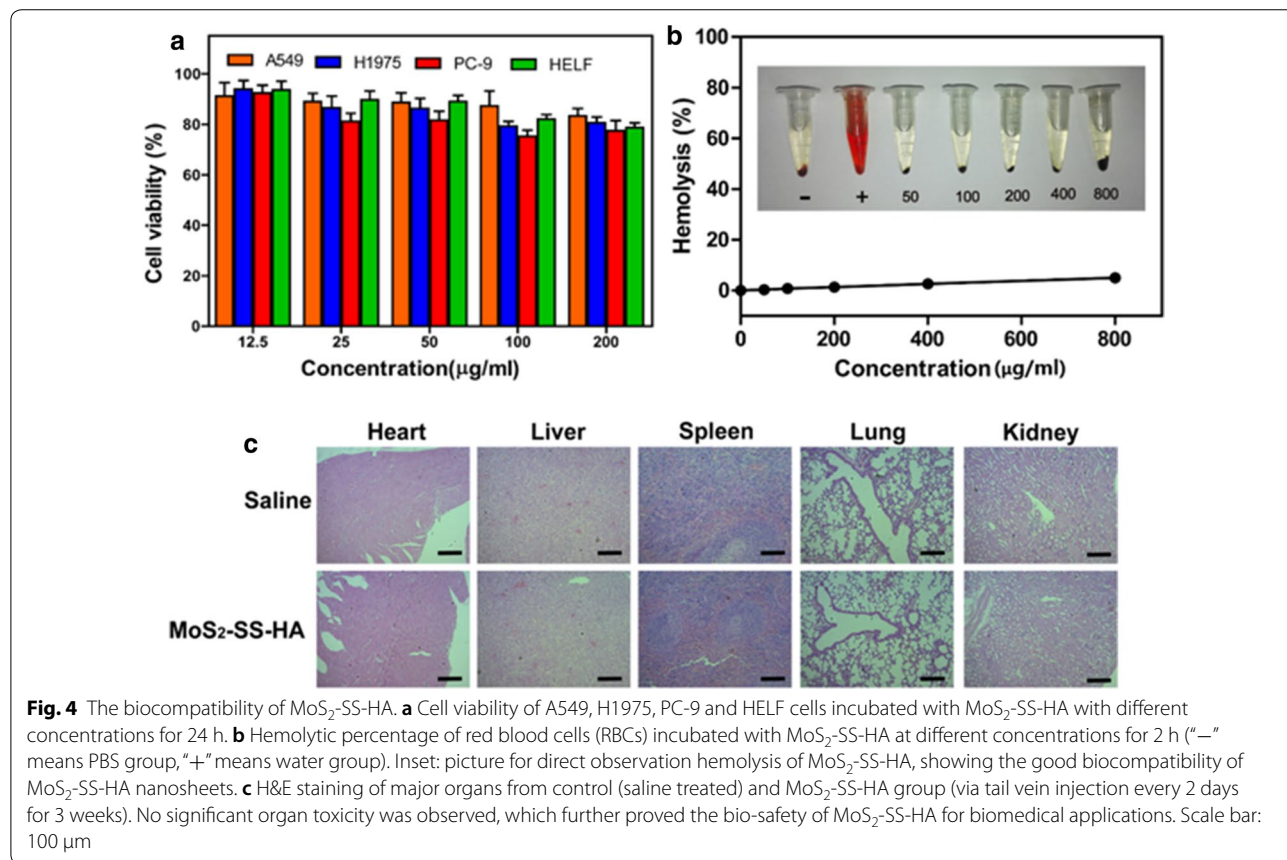 a
A549 H1975 PC-9 HELF
Cell viability (%)
100
80
60
40
20
0
12.5 25 50 100 200
Concentration(μg/ml)
b
Hemolysis (%)
100
80
60
40
20
0
− + 50 100 200 400 800
0 200 400 600 800
Concentration (μg/ml)
c
Heart Liver Spleen Lung Kidney
Saline
MoS₂-SS-HA
Fig. 4 The biocompatibility of MoS₂-SS-HA. a Cell viability of A549, H1975, PC-9 and HELF cells incubated with MoS₂-SS-HA with different
concentrations for 24 h. b Hemolytic percentage of red blood cells (RBCs) incubated with MoS₂-SS-HA at different concentrations for 2 h (“−”
means PBS group, “+” means water group). Inset: picture for direct observation hemolysis of MoS₂-SS-HA, showing the good biocompatibility of
MoS₂-SS-HA nanosheets. c H&E staining of major organs from control (saline treated) and MoS₂-SS-HA group (via tail vein injection every 2 days
for 3 weeks). No significant organ toxicity was observed, which further proved the bio-safety of MoS₂-SS-HA for biomedical applications. Scale bar:
100 μm